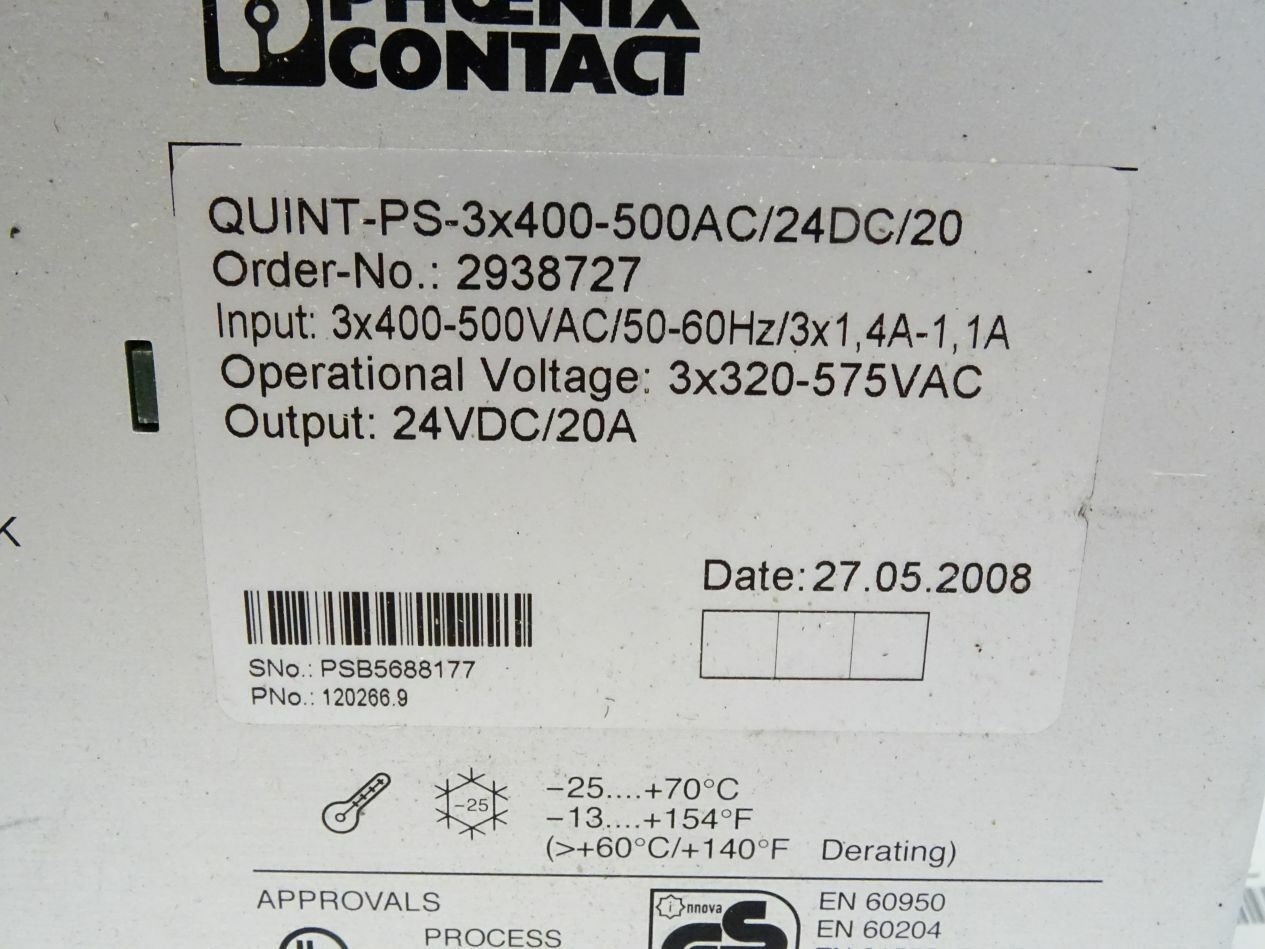 PHOENIX
CONTACT
QUINT-PS-3x400-500AC/24DC/20
Order-No.: 2938727
Input: 3x400-500VAC/50-60Hz/3x1,4A-1,1A
Operational Voltage: 3x320-575VAC
Output: 24VDC/20A
K
Date: 27.05.2008
SNo.: PSB5688177
PNo.: 120266.9
-25
−25....+70°C
−13....+154°F
(>+60°C/+140°F Derating)
APPROVALS
PROCESS
innova
GS
EN 60950
EN 60204